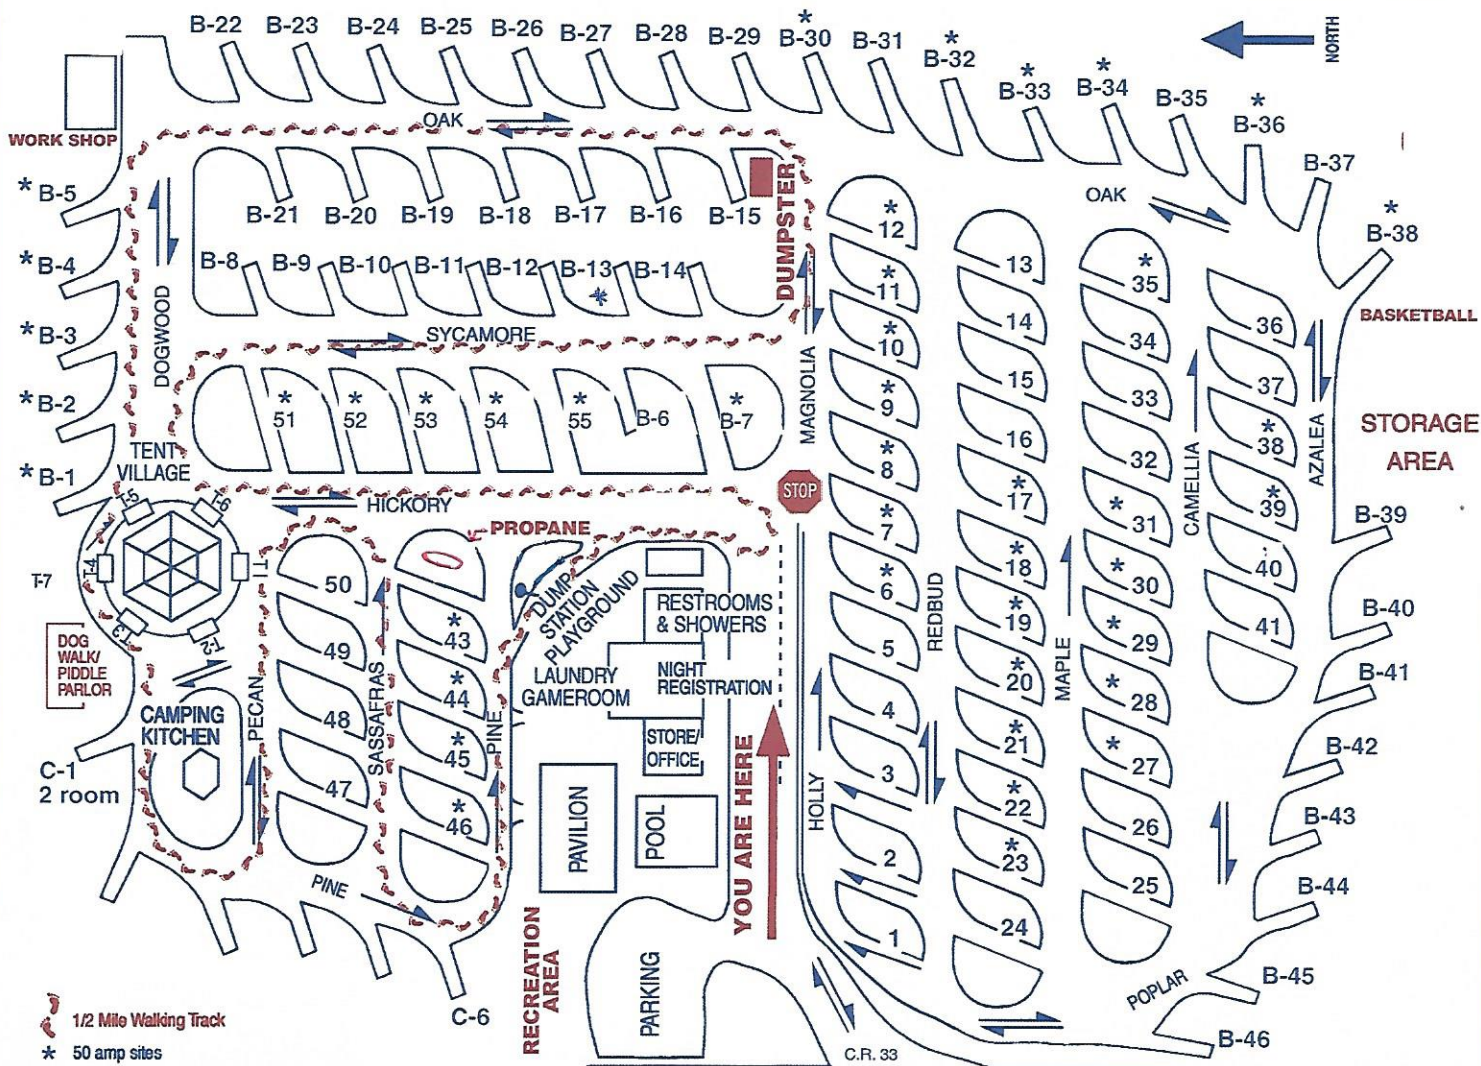 B-22 B-23 B-24 B-25 B-26 B-27 B-28 B-29 * B-30 B-31 * B-32 * B-33 * B-34 B-35 * B-36 B-37 * B-38
NORTH
WORK SHOP
OAK
OAK
* B-5
* B-4
* B-3
* B-2
* B-1
DOGWOOD
B-21 B-20 B-19 B-18 B-17 B-16 B-15
DUMPSTER
B-8 B-9 B-10 B-11 B-12 B-13 * B-14
SYCAMORE
* 51 * 52 * 53 * 54 * 55 B-6 * B-7
MAGNOLIA
STOP
HICKORY
TENT
VILLAGE
T-5
T-6
T-4
T-1
T-3
T-2
T-7
DOG
WALK/
PIDDLE
PARLOR
CAMPING
KITCHEN
PECAN
C-1
2 room
50
49
48
47
SASSAFRAS
PROPANE
* 43
* 44
* 45
* 46
PINE
PINE
C-6
DUMP
STATION
PLAYGROUND
RESTROOMS
& SHOWERS
LAUNDRY
GAMEROOM
NIGHT
REGISTRATION
STORE/
OFFICE
PAVILION
POOL
YOU ARE HERE
RECREATION
AREA
PARKING
C.R. 33
HOLLY
* 12
* 11
* 10
* 9
* 8
* 7
* 6
5
4
3
2
1
REDBUD
13
14
15
16
* 17
* 18
* 19
* 20
* 21
* 22
* 23
24
MAPLE
* 35
34
33
32
* 31
* 30
* 29
* 28
* 27
26
25
CAMELLIA
36
37
* 38
* 39
40
41
AZALEA
BASKETBALL
STORAGE
AREA
B-39
B-40
B-41
B-42
B-43
B-44
B-45
B-46
POPLAR
1/2 Mile Walking Track
* 50 amp sites